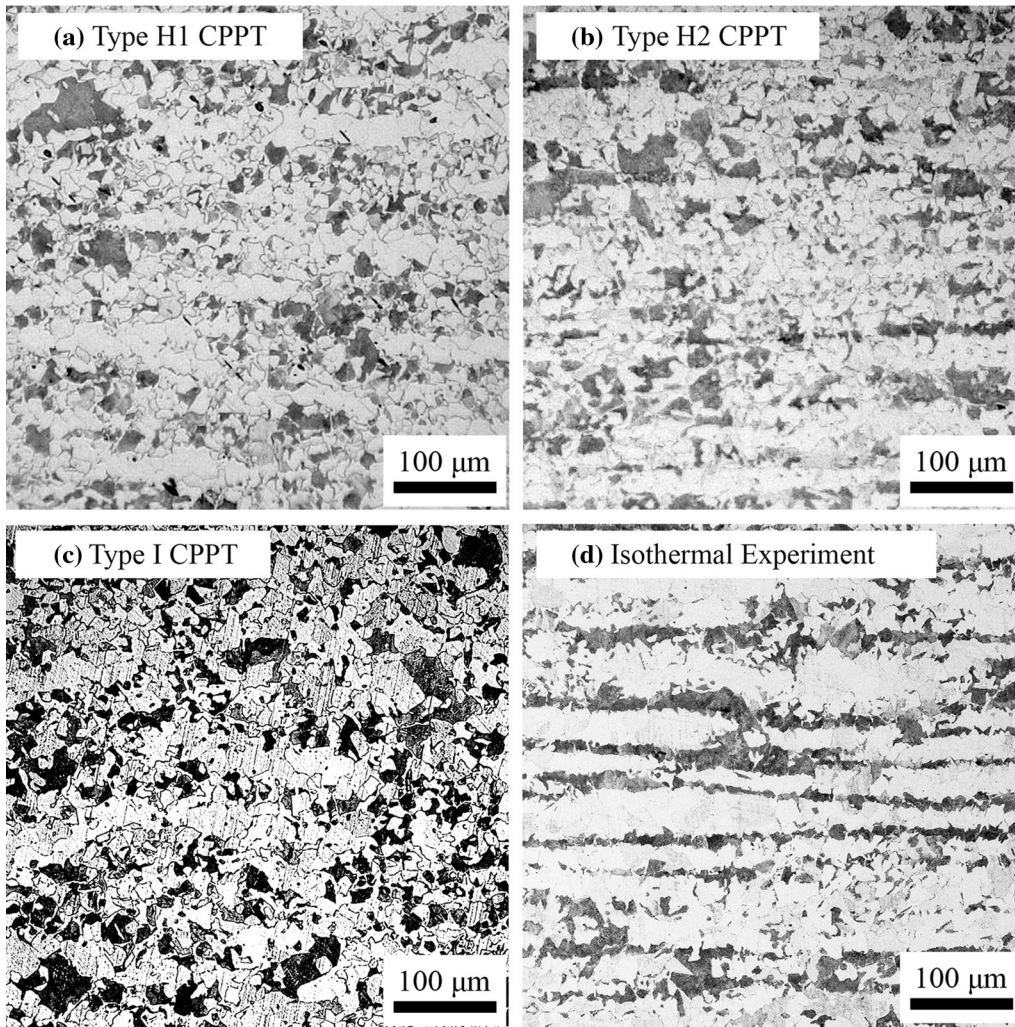 (a) Type H1 CPPT
(b) Type H2 CPPT
100 μm
100 μm
(c) Type I CPPT
(d) Isothermal Experiment
100 μm
100 μm